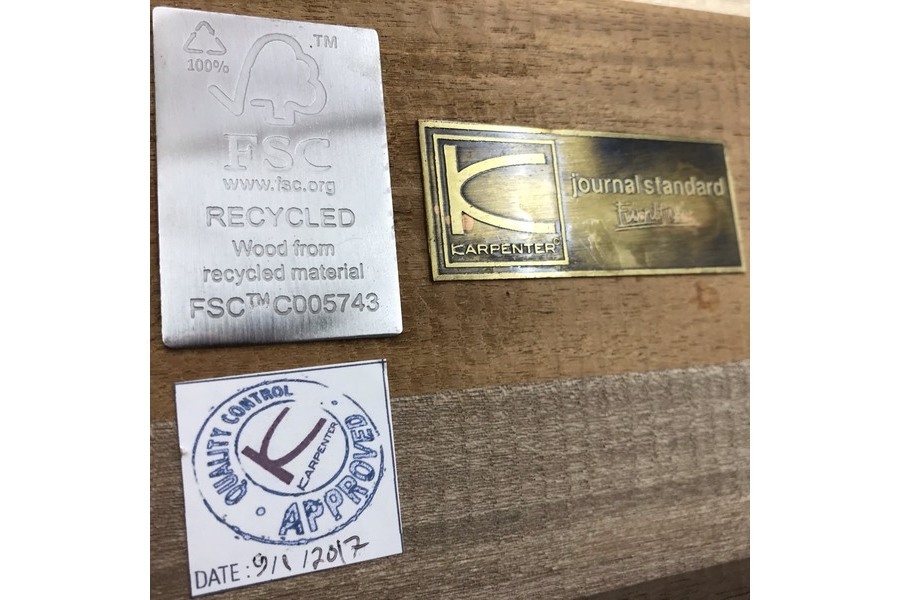 TM
100%
FSC
www.fsc.org
RECYCLED
Wood from
recycled material
FSC™ C005743
K
KARPENTER
journal standard
Furniture
QUALITY CONTROL
K
KARPENTER
APPROVED
DATE: 9/1/2017